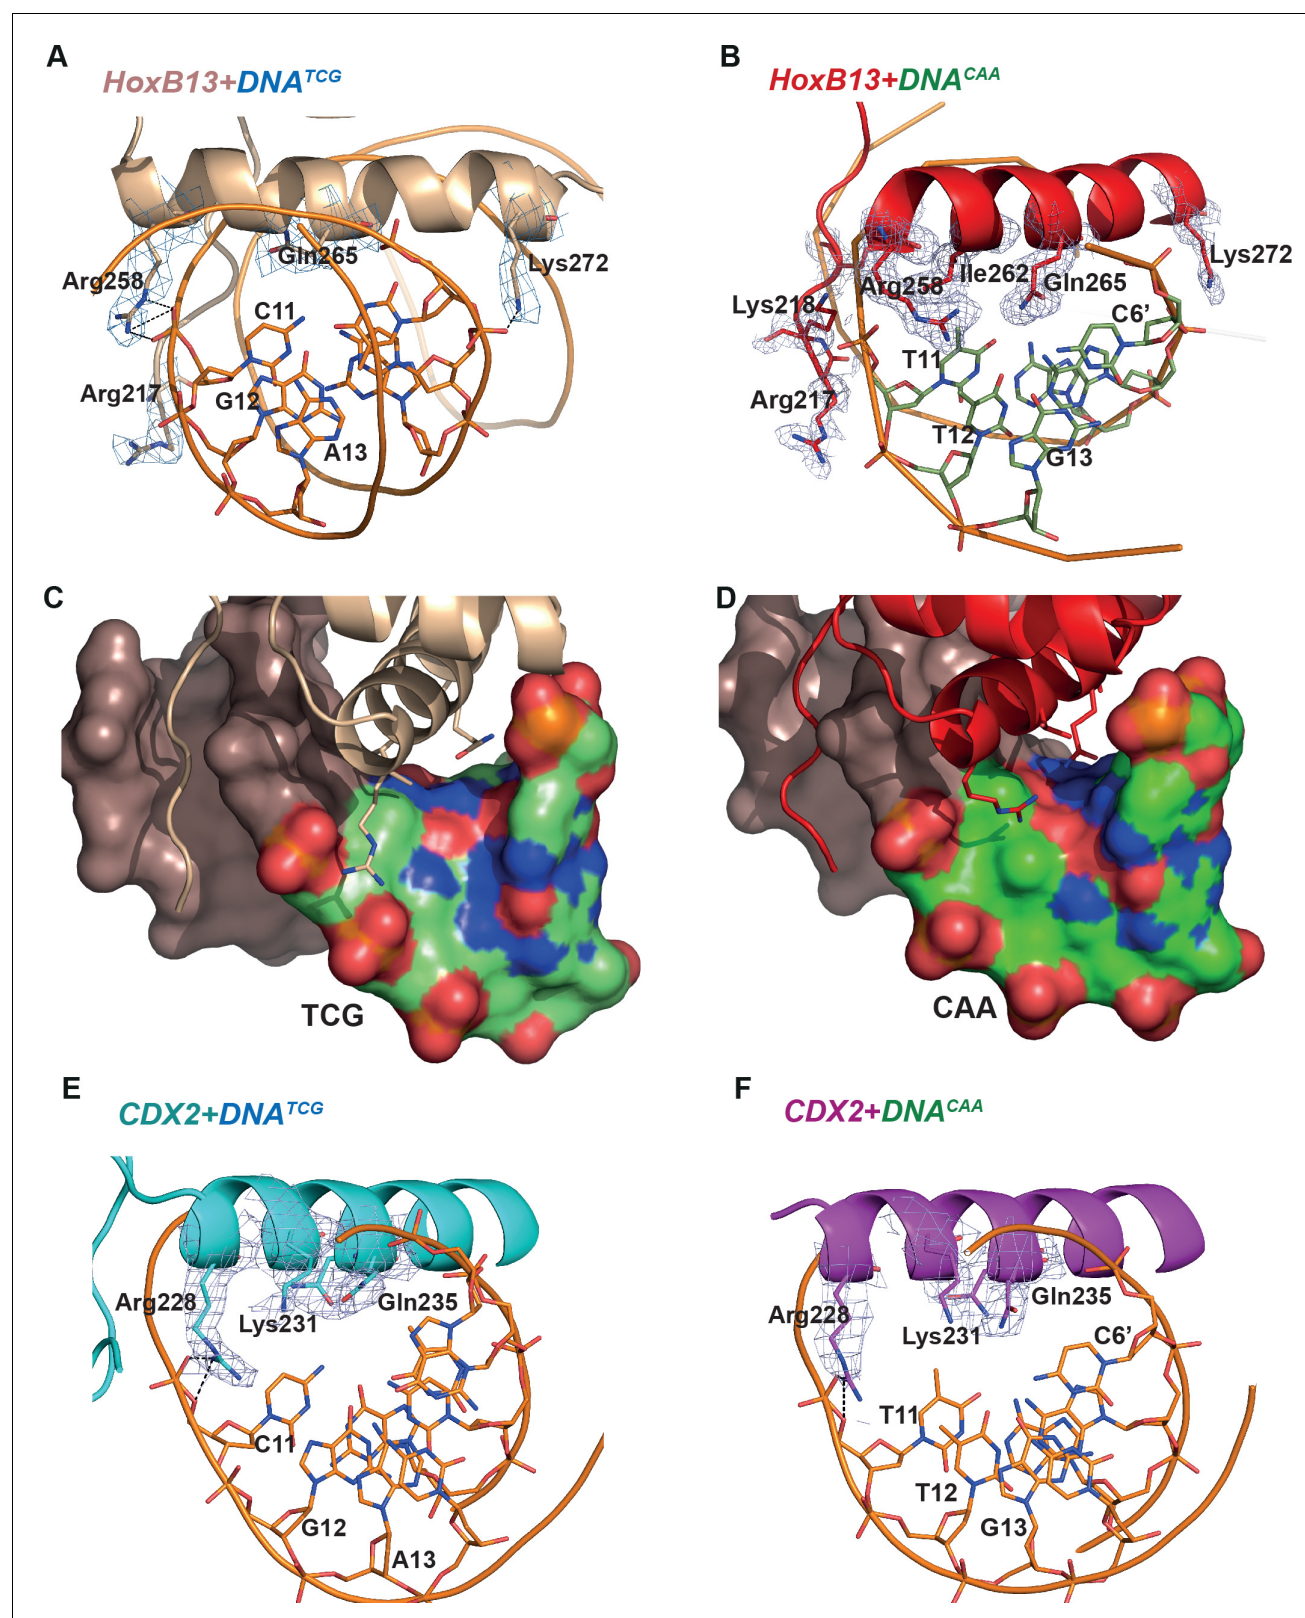 A
HoxB13+DNA^TCG
Arg258
Gln265
Lys272
C11
Arg217
G12
A13
B
HoxB13+DNA^CAA
Arg258
Ile262
Gln265
Lys272
Lys218
C6'
T11
Arg217
T12
G13
C
TCG
D
CAA
E
CDX2+DNA^TCG
Arg228
Lys231
Gln235
C11
G12
A13
F
CDX2+DNA^CAA
Arg228
Lys231
Gln235
C6'
T11
T12
G13